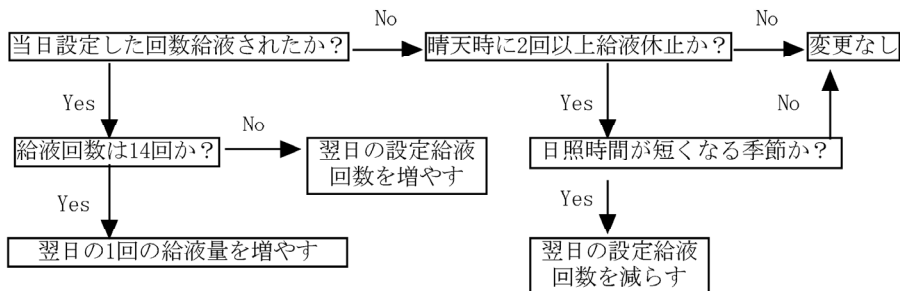 No
No
当日設定した回数給液されたか？
晴天時に2回以上給液休止か？
変更なし
Yes
Yes
No
No
給液回数は14回か？
翌日の設定給液
回数を増やす
日照時間が短くなる季節か？
Yes
Yes
翌日の1回の給液量を増やす
翌日の設定給液
回数を減らす